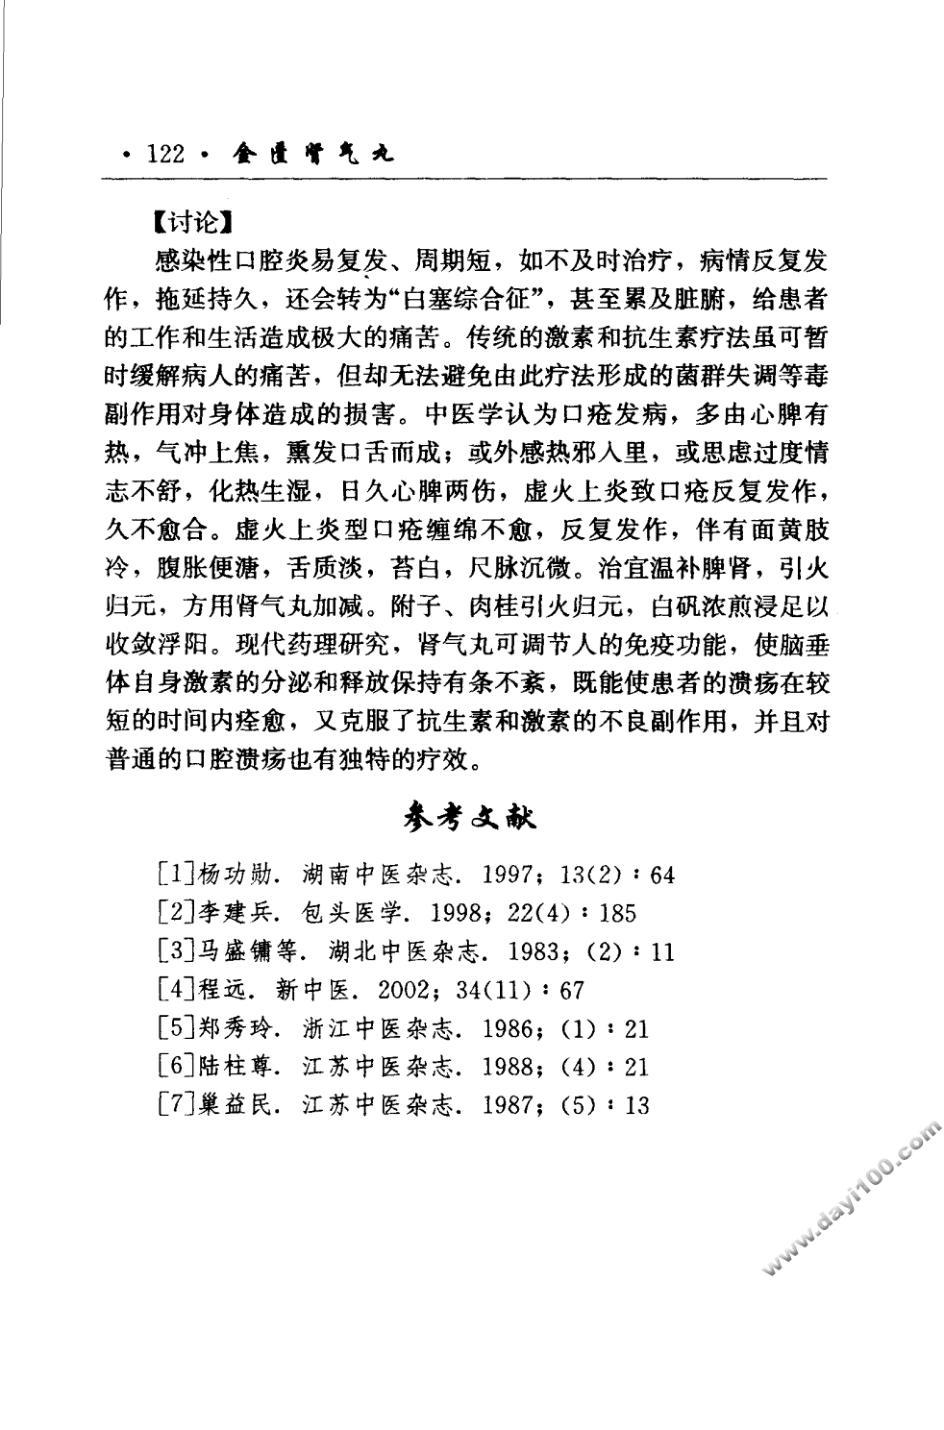 · 122 · 金匮肾气丸
【讨论】
感染性口腔炎易复发、周期短，如不及时治疗，病情反复发
作，拖延持久，还会转为“白塞综合征”，甚至累及脏腑，给患者
的工作和生活造成极大的痛苦。传统的激素和抗生素疗法虽可暂
时缓解病人的痛苦，但却无法避免由此疗法形成的菌群失调等毒
副作用对身体造成的损害。中医学认为口疮发病，多由心脾有
热，气冲上焦，熏发口舌而成；或外感热邪入里，或思虑过度情
志不舒，化热生湿，日久心脾两伤，虚火上炎致口疮反复发作，
久不愈合。虚火上炎型口疮缠绵不愈，反复发作，伴有面黄肢
冷，腹胀便溏，舌质淡，苔白，尺脉沉微。治宜温补脾肾，引火
归元，方用肾气丸加减。附子、肉桂引火归元，白矾浓煎浸足以
收敛浮阳。现代药理研究，肾气丸可调节人的免疫功能，使脑垂
体自身激素的分泌和释放保持有条不紊，既能使患者的溃疡在较
短的时间内痊愈，又克服了抗生素和激素的不良副作用，并且对
普通的口腔溃疡也有独特的疗效。
参考文献
[1]杨功勋. 湖南中医杂志. 1997；13(2)：64
[2]李建兵. 包头医学. 1998；22(4)：185
[3]马盛镛等. 湖北中医杂志. 1983；(2)：11
[4]程远. 新中医. 2002；34(11)：67
[5]郑秀玲. 浙江中医杂志. 1986；(1)：21
[6]陆柱尊. 江苏中医杂志. 1988；(4)：21
[7]巢益民. 江苏中医杂志. 1987；(5)：13
www.dayi100.com